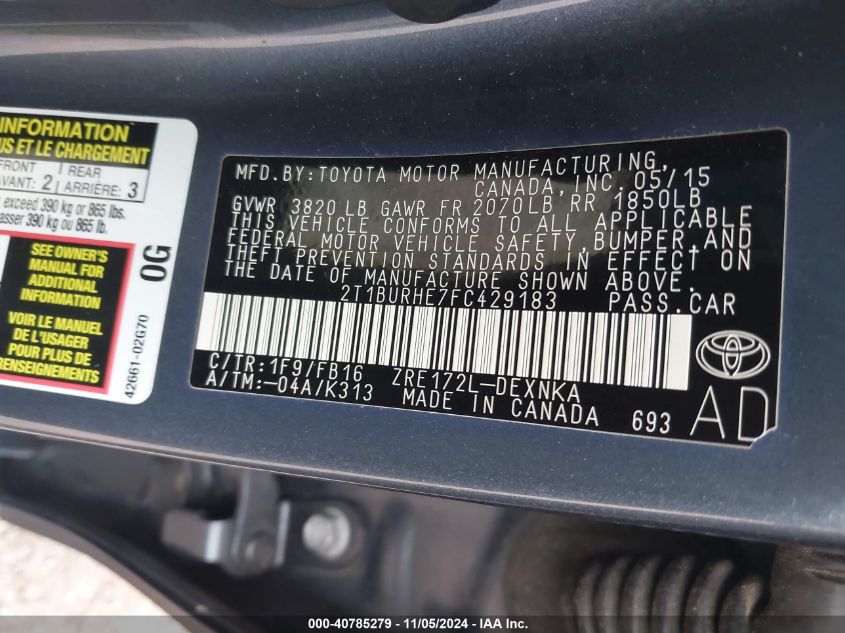 INFORMATION
US ET LE CHARGEMENT
FRONT
AVANT: 2
REAR
ARRIÈRE: 3
exceed 390 kg or 865 lbs.
asser 390 kg ou 865 lb.
SEE OWNER'S
MANUAL FOR
ADDITIONAL
INFORMATION
VOIR LE MANUEL
DE L'USAGER
POUR PLUS DE
RENSEIGNEMENTS
0G
42661-02G70
MFD. BY: TOYOTA MOTOR MANUFACTURING,
CANADA, INC. 05/15
GVWR 3820 LB GAWR FR 2070LB, RR 1850LB
THIS VEHICLE CONFORMS TO ALL APPLICABLE
FEDERAL MOTOR VEHICLE SAFETY, BUMPER, AND
THEFT PREVENTION STANDARDS IN EFFECT ON
THE DATE OF MANUFACTURE SHOWN ABOVE.
2T1BURHE7FC429183 PASS. CAR
C/TR: 1F9/FB16 ZRE172L-DEXNKA
A/TM: -04A/K313 MADE IN CANADA 693
AD
000-40785279 - 11/05/2024 - IAA Inc.